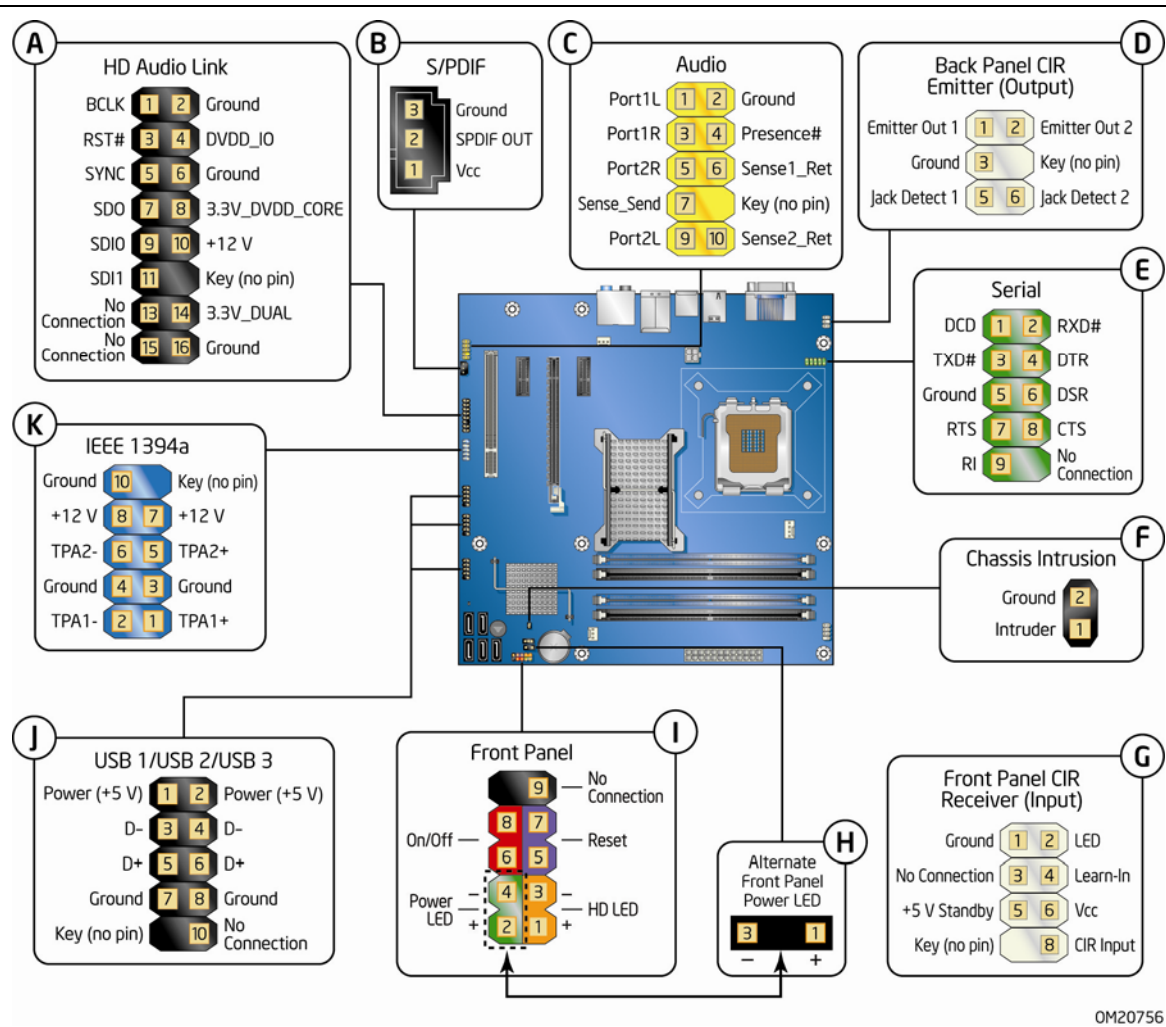 A
HD Audio Link
BCLK 1 2 Ground
RST# 3 4 DVDD_IO
SYNC 5 6 Ground
SDO 7 8 3.3V_DVDD_CORE
SDI0 9 10 +12 V
SDI1 11 Key (no pin)
No Connection 13 14 3.3V_DUAL
No Connection 15 16 Ground
B
S/PDIF
3 Ground
2 SPDIF OUT
1 Vcc
C
Audio
Port1L 1 2 Ground
Port1R 3 4 Presence#
Port2R 5 6 Sense1_Ret
Sense_Send 7 Key (no pin)
Port2L 9 10 Sense2_Ret
D
Back Panel CIR
Emitter (Output)
Emitter Out 1 1 2 Emitter Out 2
Ground 3 Key (no pin)
Jack Detect 1 5 6 Jack Detect 2
E
Serial
DCD 1 2 RXD#
TXD# 3 4 DTR
Ground 5 6 DSR
RTS 7 8 CTS
RI 9 No Connection
K
IEEE 1394a
Ground 10 Key (no pin)
+12 V 8 7 +12 V
TPA2- 6 5 TPA2+
Ground 4 3 Ground
TPA1- 2 1 TPA1+
F
Chassis Intrusion
Ground 2
Intruder 1
J
USB 1/USB 2/USB 3
Power (+5 V) 1 2 Power (+5 V)
D- 3 4 D-
D+ 5 6 D+
Ground 7 8 Ground
Key (no pin) 10 No Connection
I
Front Panel
9 No Connection
On/Off 8 7 Reset
6 5
Power LED - 4 3 - HD LED
+ 2 1 +
H
Alternate
Front Panel
Power LED
3 1
- +
G
Front Panel CIR
Receiver (Input)
Ground 1 2 LED
No Connection 3 4 Learn-In
+5 V Standby 5 6 Vcc
Key (no pin) 8 CIR Input
OM20756